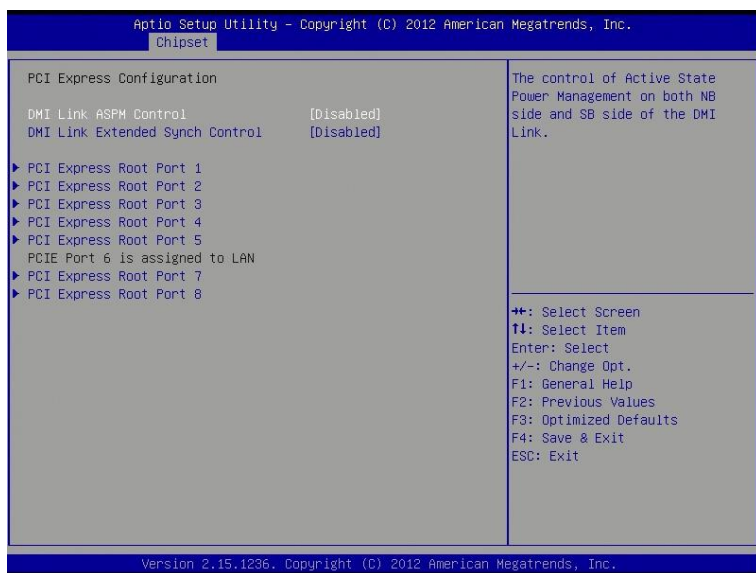 Aptio Setup Utility – Copyright (C) 2012 American Megatrends, Inc.
Chipset
PCI Express Configuration
DMI Link ASPM Control [Disabled]
DMI Link Extended Synch Control [Disabled]
PCI Express Root Port 1
PCI Express Root Port 2
PCI Express Root Port 3
PCI Express Root Port 4
PCI Express Root Port 5
PCIE Port 6 is assigned to LAN
PCI Express Root Port 7
PCI Express Root Port 8
The control of Active State
Power Management on both NB
side and SB side of the DMI
Link.
→←: Select Screen
↑↓: Select Item
Enter: Select
+/-: Change Opt.
F1: General Help
F2: Previous Values
F3: Optimized Defaults
F4: Save & Exit
ESC: Exit
Version 2.15.1236. Copyright (C) 2012 American Megatrends, Inc.